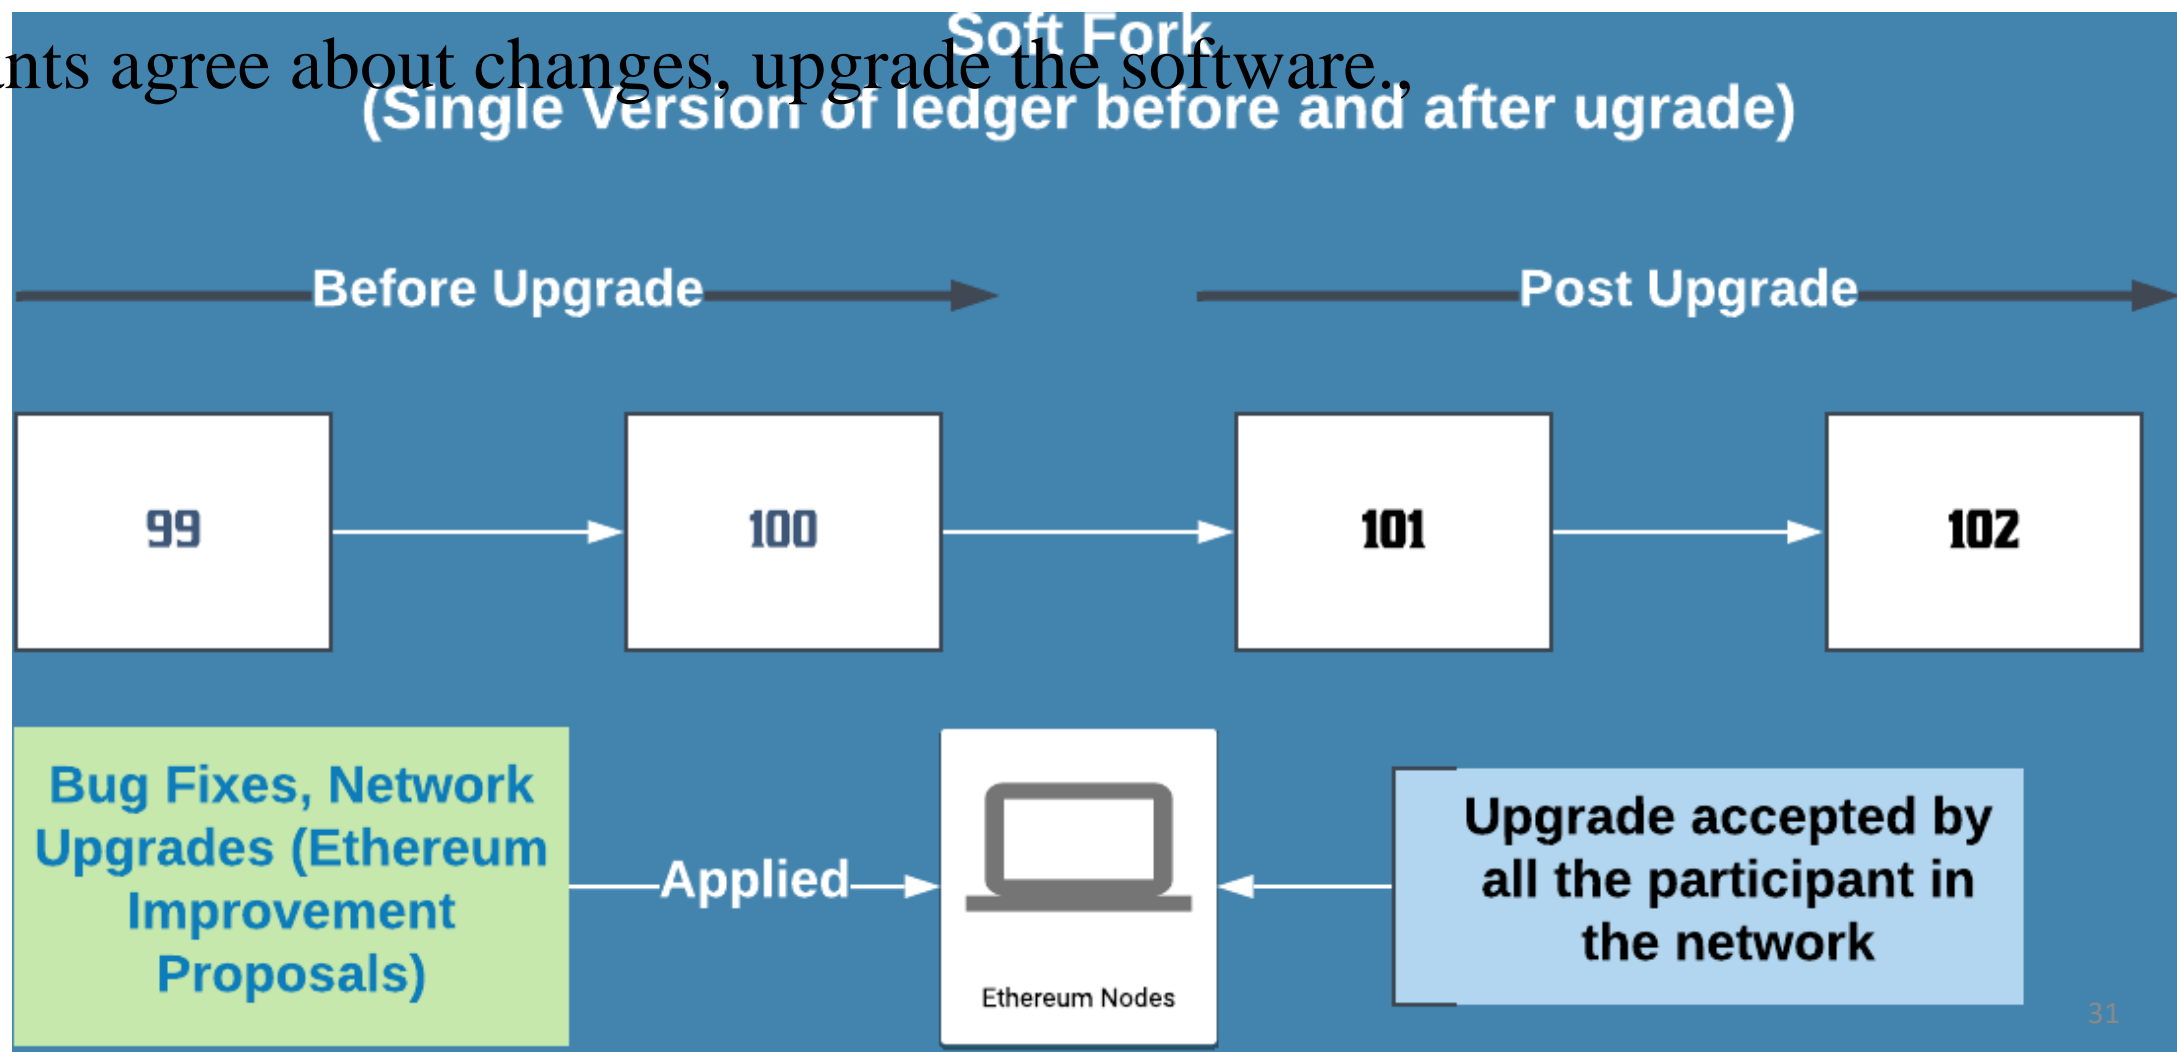 Soft Fork
nts agree about changes, upgrade the software.,
(Single Version of ledger before and after ugrade)
Before Upgrade
Post Upgrade
99
100
101
102
Bug Fixes, Network
Upgrades (Ethereum
Improvement
Proposals)
Applied
Ethereum Nodes
Upgrade accepted by
all the participant in
the network
31